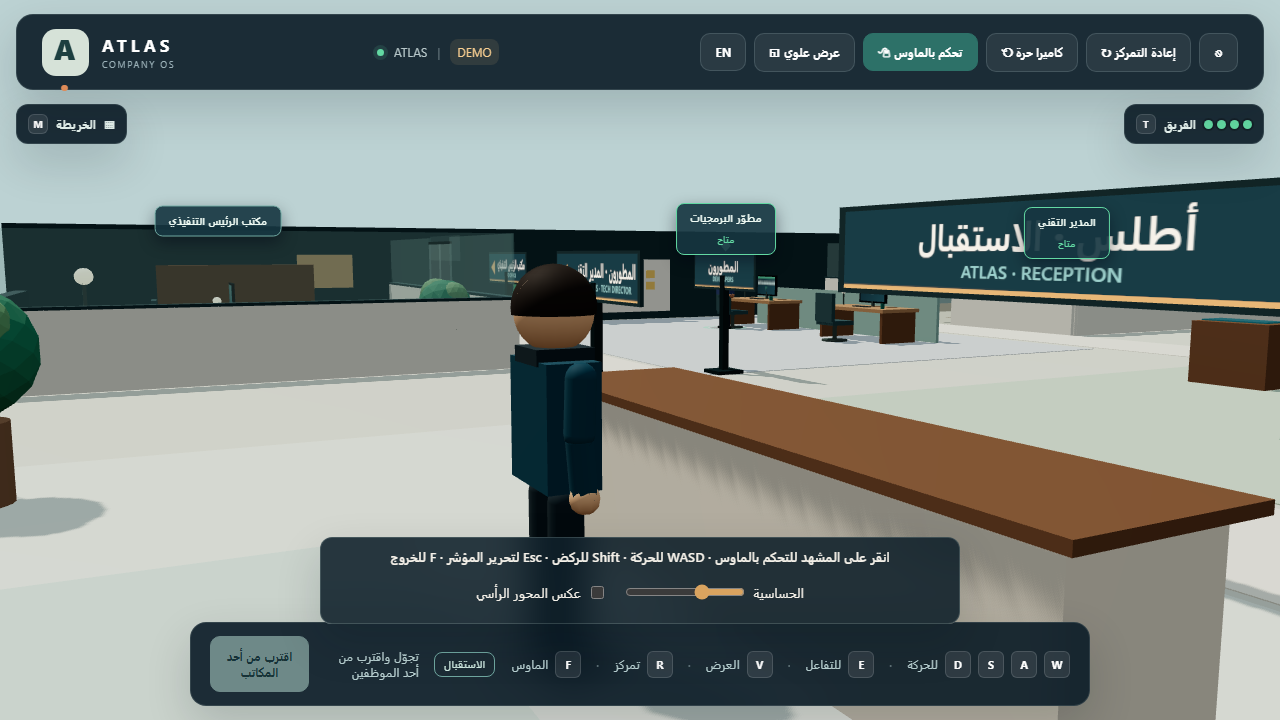 A
ATLAS
COMPANY OS
ATLAS | DEMO
EN
عرض علوي
تحكم بالماوس
كاميرا حرة
إعادة التمركز
M الخريطة
الفريق T
مكتب الرئيس التنفيذي
مطوّر البرمجيات
متاح
المدير التقني
متاح
أطلس · الاستقبال
ATLAS · RECEPTION
المطورون · المدير التقني
المطورون
انقر على المشهد للتحكم بالماوس · WASD للحركة · Shift للركض · Esc لتحرير المؤشر · F للخروج
الحساسية
عكس المحور الرأسي
W A S D للحركة · E للتفاعل · V العرض · R تمركز · F الماوس
الاستقبال
تجوّل واقترب من أحد الموظفين
اقترب من أحد المكاتب